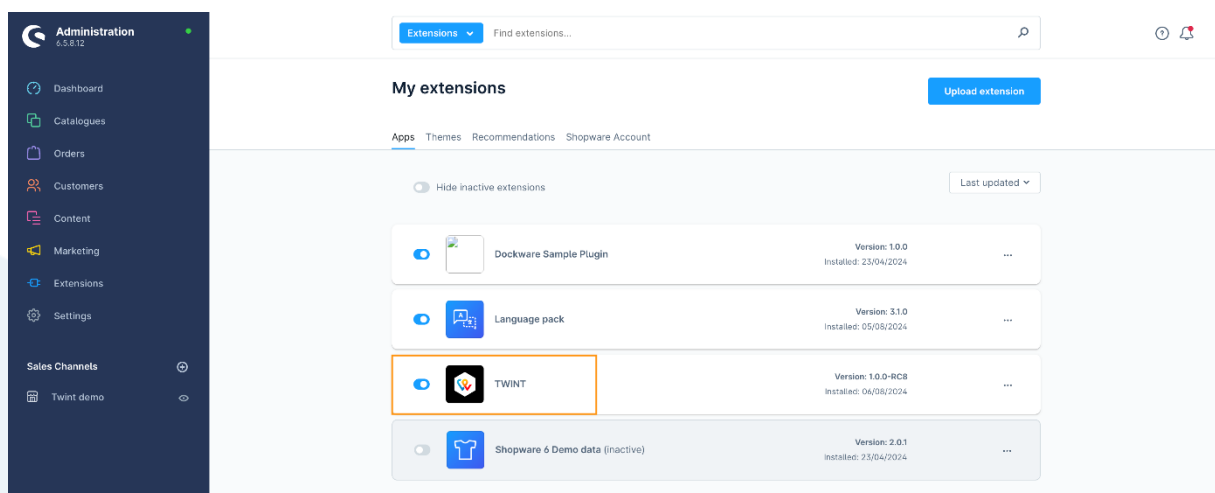 Administration
6.5.8.12
Dashboard
Catalogues
Orders
Customers
Content
Marketing
Extensions
Settings
Sales Channels
Twint demo
Extensions
Find extensions...
My extensions
Upload extension
Apps Themes Recommendations Shopware Account
Hide inactive extensions
Last updated
Dockware Sample Plugin
Version: 1.0.0
Installed: 23/04/2024
Language pack
Version: 3.1.0
Installed: 05/08/2024
TWINT
Version: 1.0.0-RC8
Installed: 06/08/2024
Shopware 6 Demo data (inactive)
Version: 2.0.1
Installed: 23/04/2024